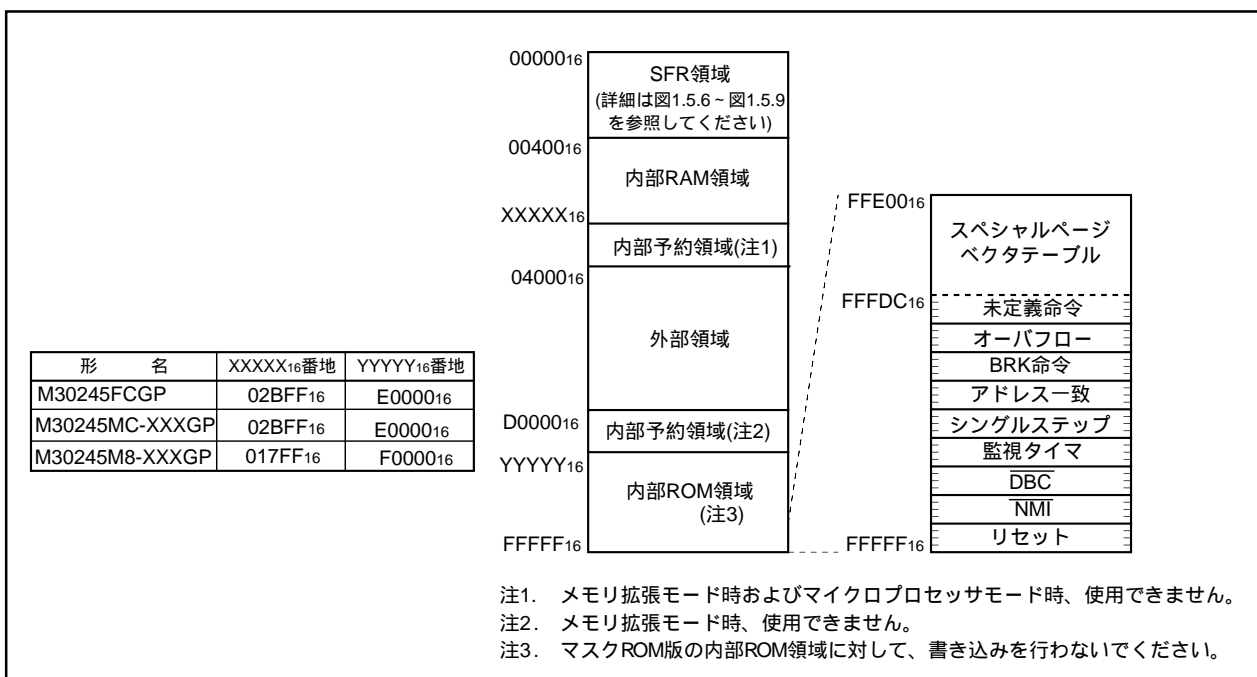 0000016
SFR領域
(詳細は図1.5.6 ~ 図1.5.9
を参照してください)
0040016
内部RAM領域
XXXXX16
内部予約領域(注1)
0400016
外部領域
D000016
内部予約領域(注2)
YYYYY16
内部ROM領域
(注3)
FFFFF16
FFE0016
スペシャルページ
ベクタテーブル
FFFDC16
未定義命令
オーバフロー
BRK命令
アドレス一致
シングルステップ
監視タイマ
DBC
NMI
リセット
FFFFF16
形 名 XXXXX16番地 YYYYY16番地
M30245FCGP 02BFF16 E000016
M30245MC-XXXGP 02BFF16 E000016
M30245M8-XXXGP 017FF16 F000016
注1. メモリ拡張モード時およびマイクロプロセッサモード時、使用できません。
注2. メモリ拡張モード時、使用できません。
注3. マスクROM版の内部ROM領域に対して、書き込みを行わないでください。